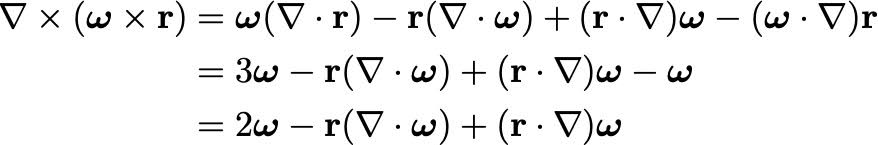 ∇ × (𝝎 × 𝐫) = 𝝎(∇ · 𝐫) − 𝐫(∇ · 𝝎) + (𝐫 · ∇)𝝎 − (𝝎 · ∇)𝐫
= 3𝝎 − 𝐫(∇ · 𝝎) + (𝐫 · ∇)𝝎 − 𝝎
= 2𝝎 − 𝐫(∇ · 𝝎) + (𝐫 · ∇)𝝎